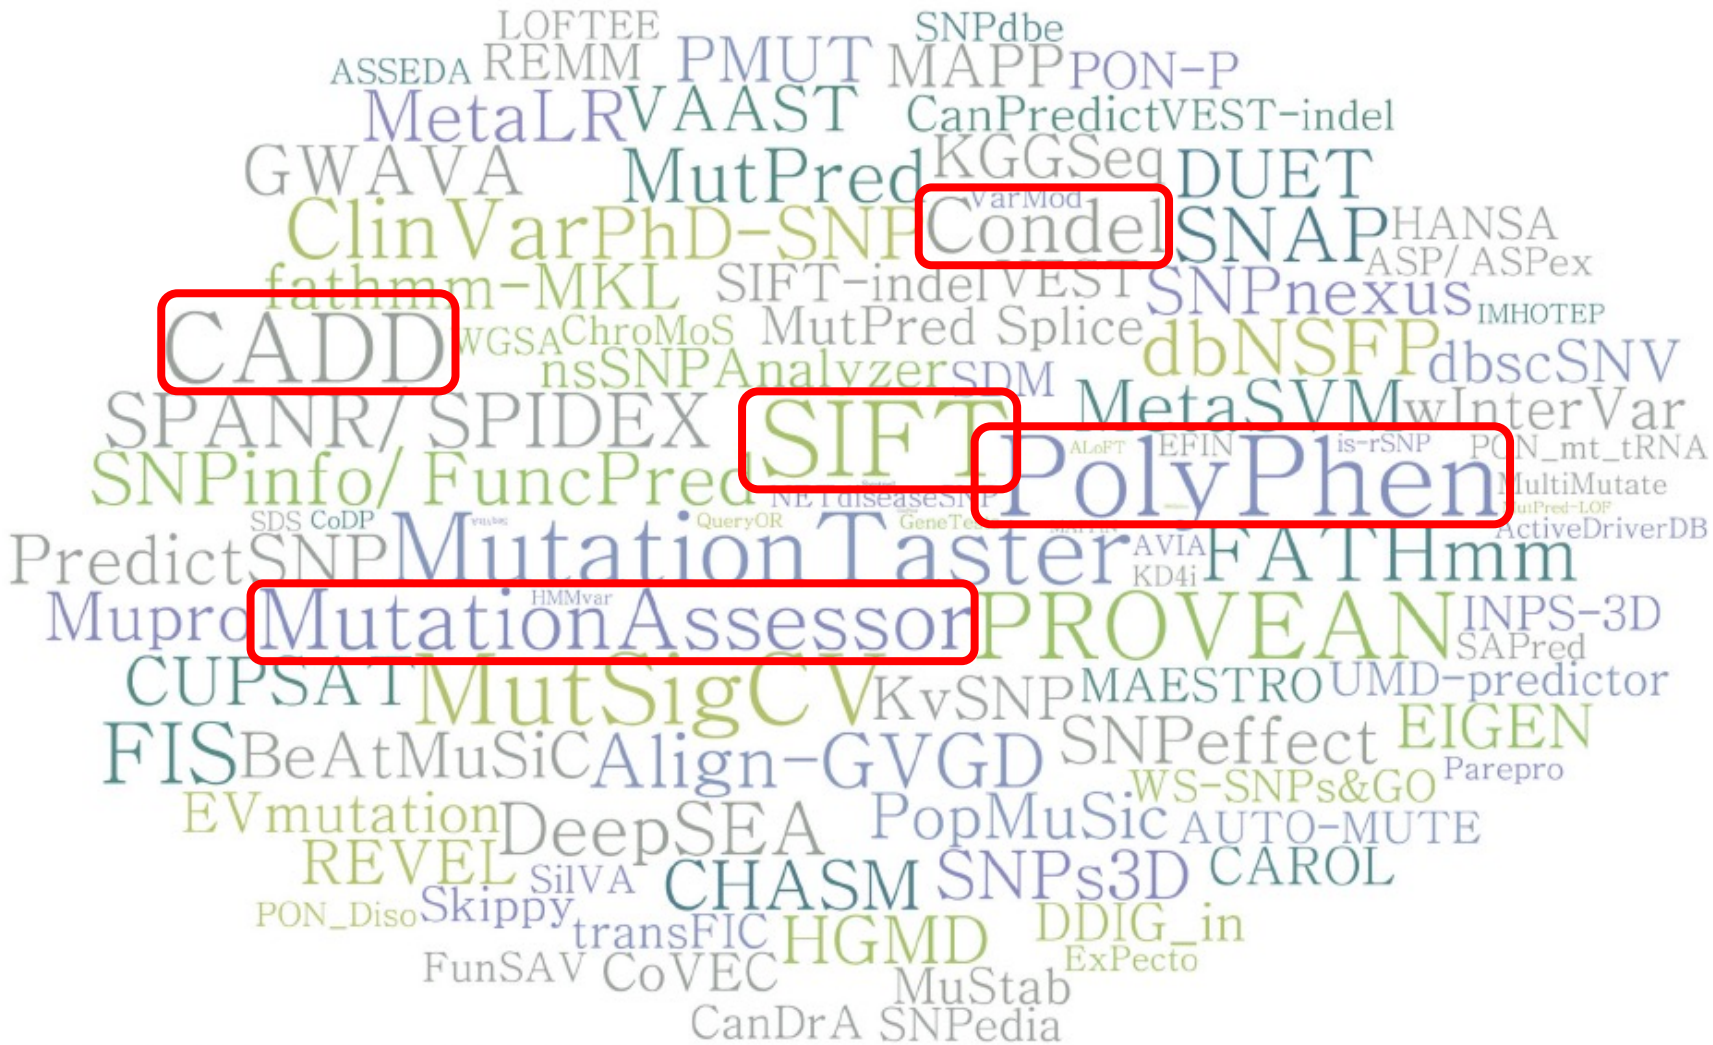 LOFTEE SNPdbe
ASSEDA REMM PMUT MAPP PON-P
MetaLR VAAST CanPredict VEST-indel
GWAVA MutPred KGGSeq DUET
VarMod
ClinVar PhD-SNP Condel SNAP HANSA
ASP/ ASPex
fathmm-MKL SIFT-indel VEST SNPnexus IMHOTEP
CADD WGSA ChroMoS MutPred Splice dbNSFP dbscSNV
nsSNPAnalyzer SDM
SPANR/ SPIDEX SIFT MetaSVM wInterVar
ALoFT EFIN is-rSNP PON_mt_tRNA
SNPinfo/ FuncPred NETdiseaseSNP PolyPhen MultiMutate
MutPred-LOF
SDS CoDP QueryOR ActiveDriverDB
PredictSNP MutationTaster AVIA FATHmm
KD4i
HMMvar
Mupro MutationAssessor PROVEAN INPS-3D
SAPred
CUPSAT MutSigCV KvSNP MAESTRO UMD-predictor
FIS BeAtMuSiC Align-GVGD SNPeffect EIGEN
Parepro
WS-SNPs&GO
EVmutation DeepSEA PopMuSic AUTO-MUTE
REVEL SilVA CHASM SNPs3D CAROL
PON_Diso Skippy transFIC HGMD DDIG_in
FunSAV CoVEC ExPecto
MuStab
CanDrA SNPedia